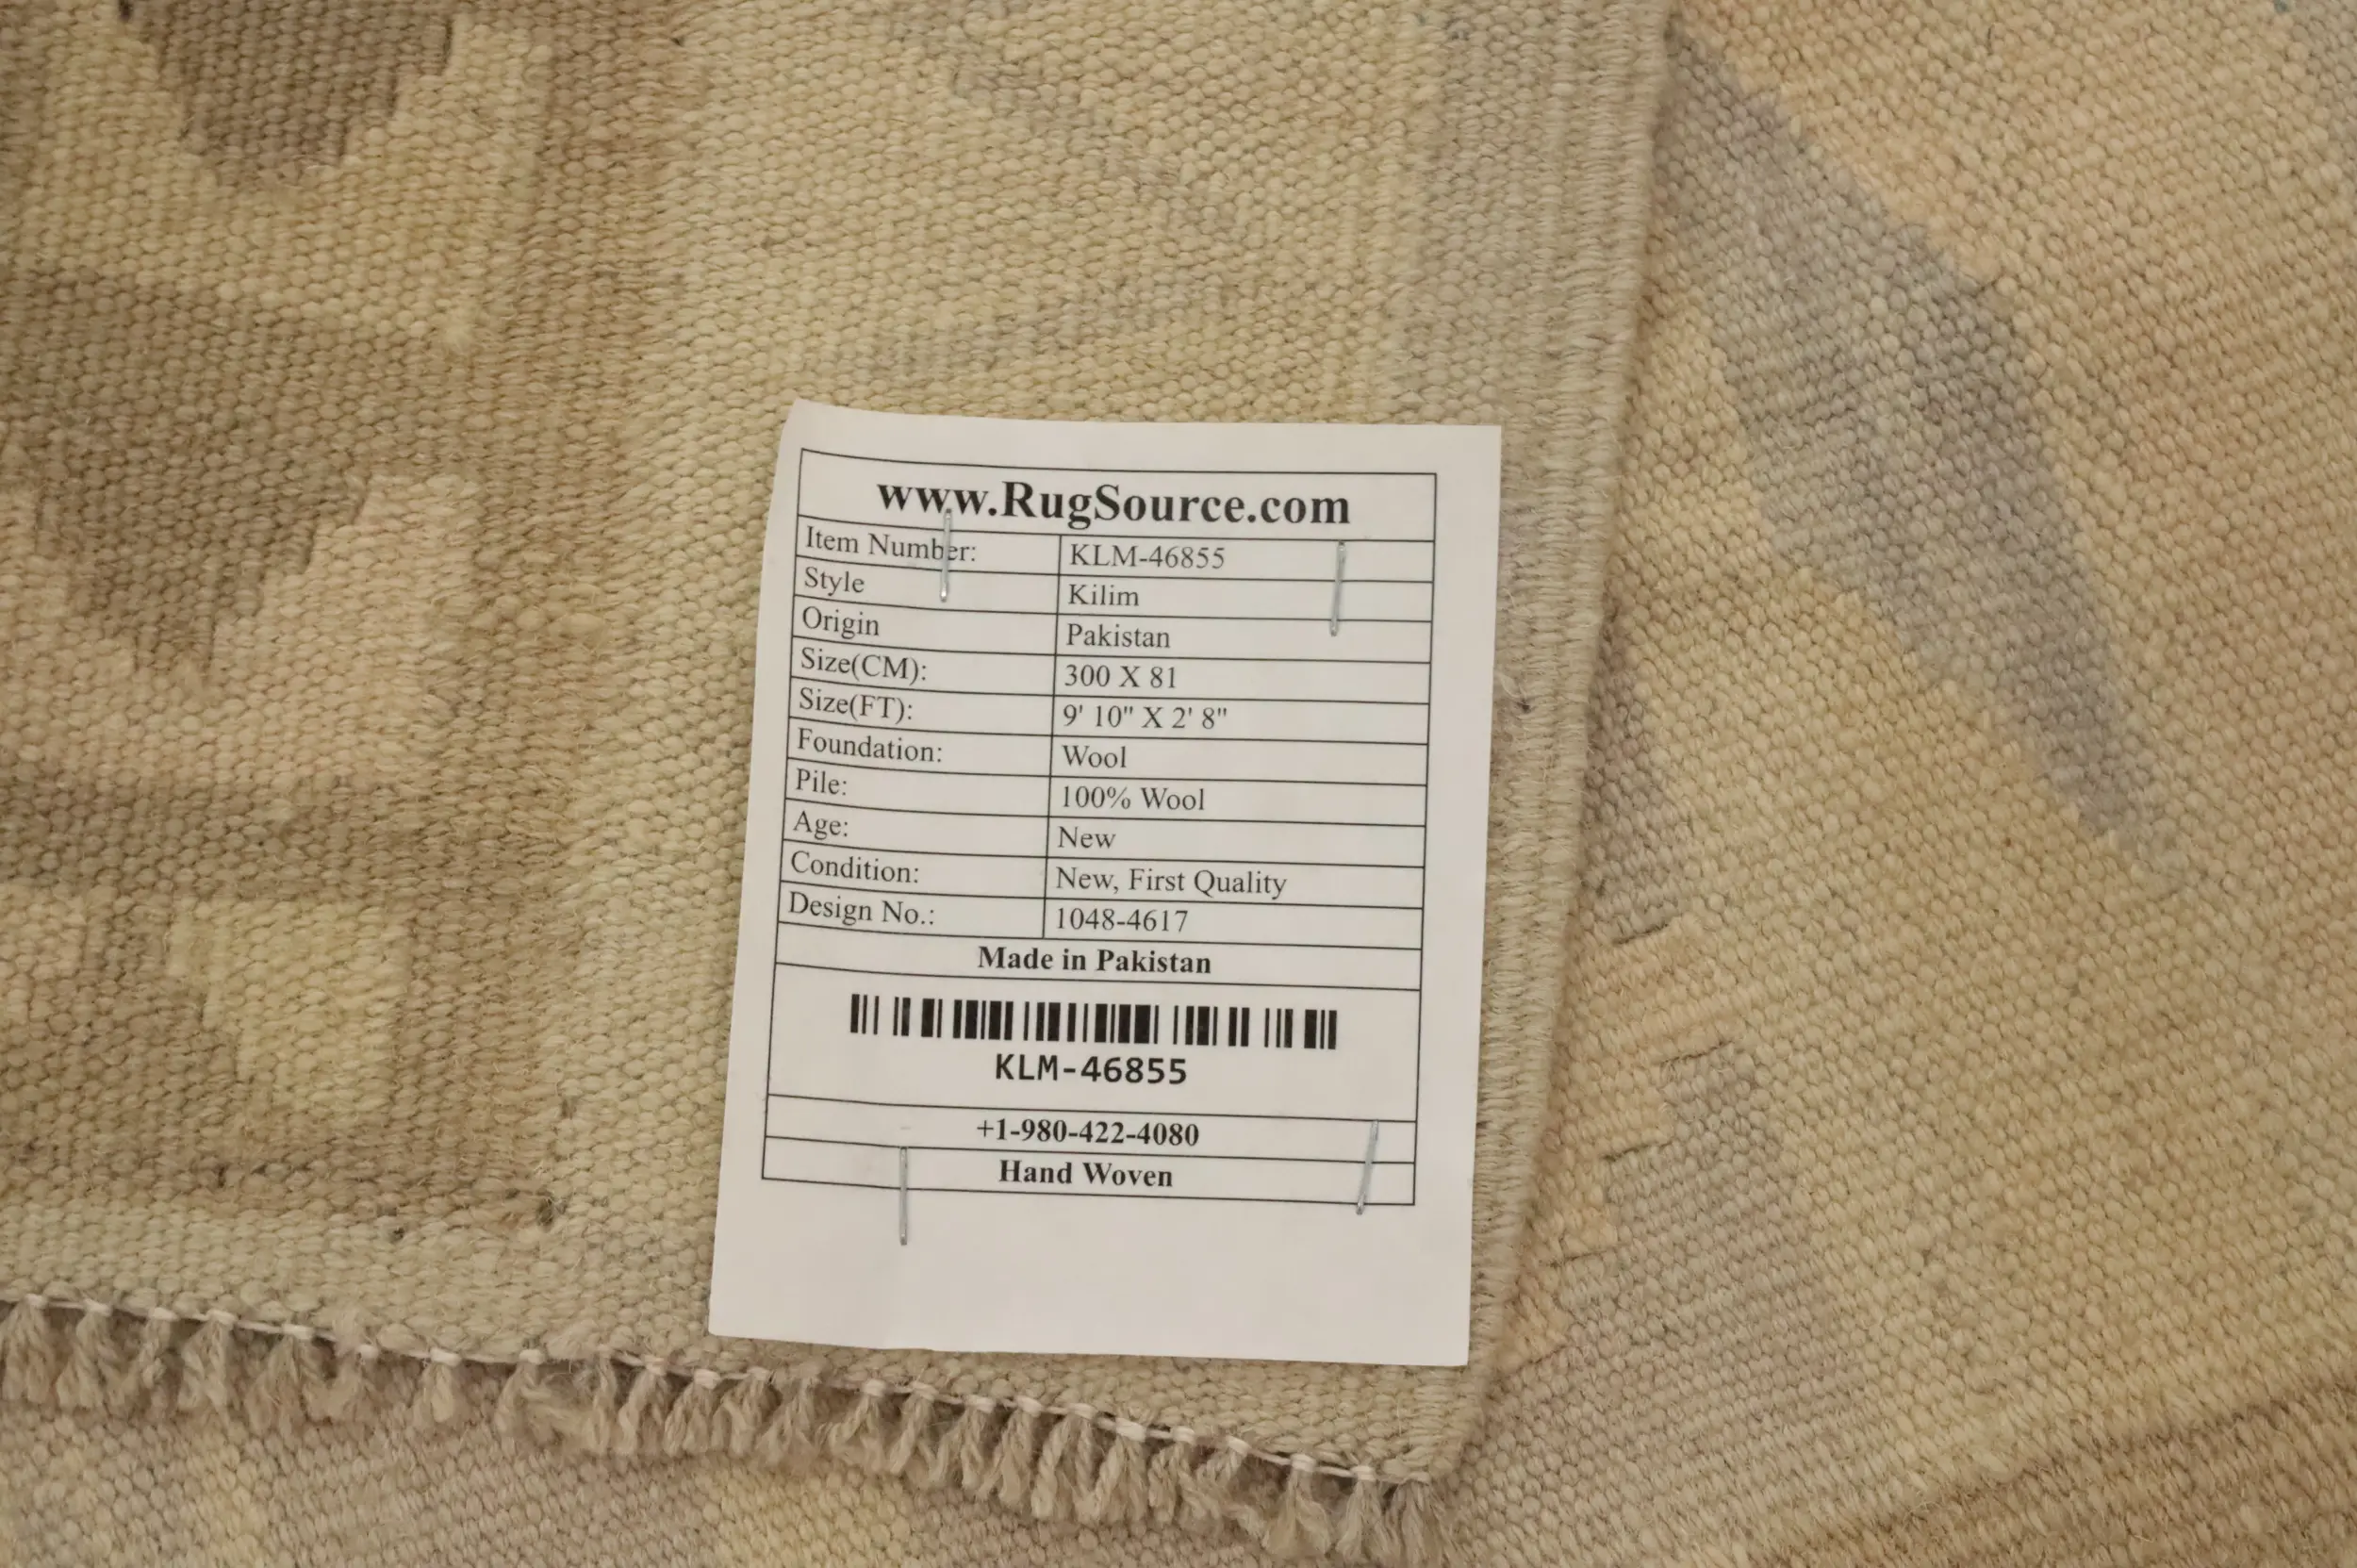 www.RugSource.com
Item Number: KLM-46855
Style Kilim
Origin Pakistan
Size(CM): 300 X 81
Size(FT): 9' 10" X 2' 8"
Foundation: Wool
Pile: 100% Wool
Age: New
Condition: New, First Quality
Design No.: 1048-4617
Made in Pakistan
KLM-46855
+1-980-422-4080
Hand Woven